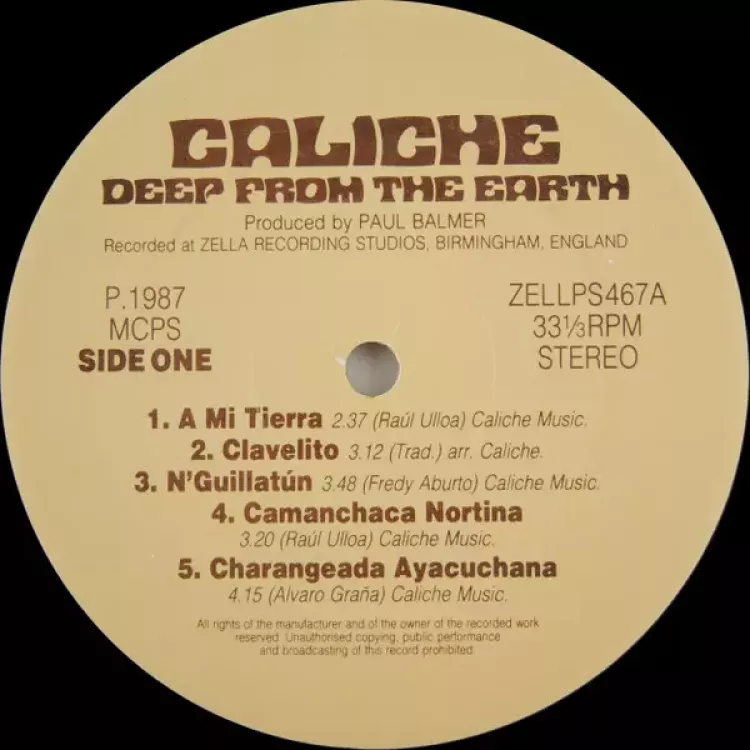 CALICHE
DEEP FROM THE EARTH
Produced by PAUL BALMER
Recorded at ZELLA RECORDING STUDIOS, BIRMINGHAM, ENGLAND
P.1987
MCPS
SIDE ONE
ZELLPS467A
33⅓RPM
STEREO
1. A Mi Tierra 2.37 (Raúl Ulloa) Caliche Music.
2. Clavelito 3.12 (Trad.) arr. Caliche.
3. N'Guillatún 3.48 (Fredy Aburto) Caliche Music.
4. Camanchaca Nortina
3.20 (Raúl Ulloa) Caliche Music.
5. Charangeada Ayacuchana
4.15 (Alvaro Graña) Caliche Music.
All rights of the manufacturer and of the owner of the recorded work
reserved. Unauthorised copying, public performance
and broadcasting of this record prohibited.